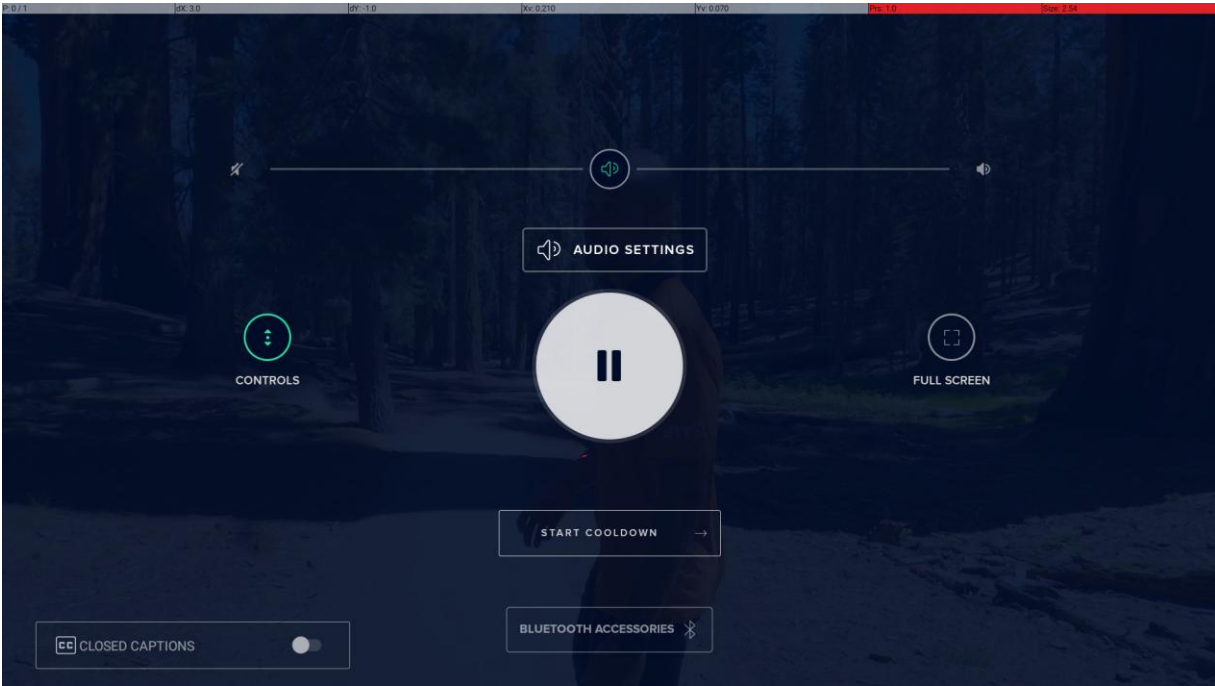 P: 0 / 1 dX: 3.0 dY: -1.0 Xv: 0.210 Yv: 0.070 Prs: 1.0 Size: 2.54
AUDIO SETTINGS
CONTROLS
FULL SCREEN
START COOLDOWN →
BLUETOOTH ACCESSORIES
CC CLOSED CAPTIONS